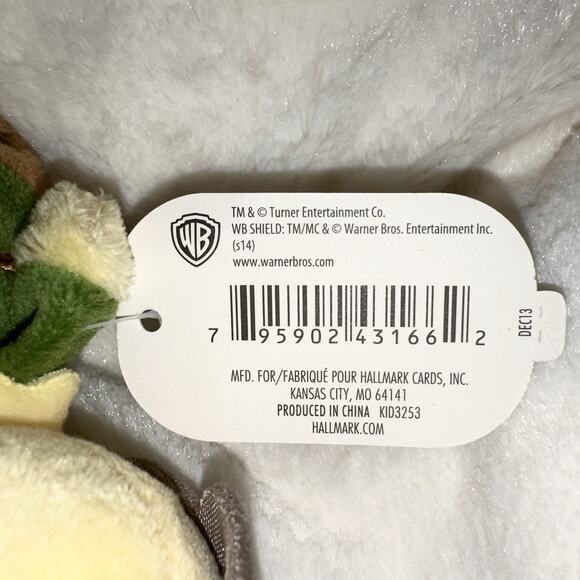 WB
TM & © Turner Entertainment Co.
WB SHIELD: TM/MC & © Warner Bros. Entertainment Inc.
(s14)
www.warnerbros.com
7 95902 43166 2
DEC13
MFD. FOR/FABRIQUÉ POUR HALLMARK CARDS, INC.
KANSAS CITY, MO 64141
PRODUCED IN CHINA KID3253
HALLMARK.COM